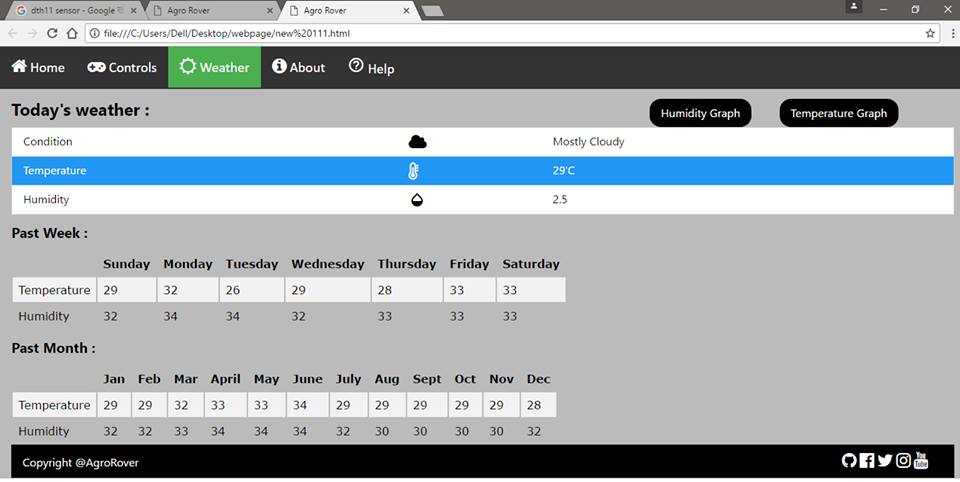 dth11 sensor - Google
Agro Rover
Agro Rover
file:///C:/Users/Dell/Desktop/webpage/new%20111.html
Home Controls Weather About Help
Today's weather :
Humidity Graph Temperature Graph
Condition Mostly Cloudy
Temperature 29'C
Humidity 2.5
Past Week :
Sunday Monday Tuesday Wednesday Thursday Friday Saturday
Temperature 29 32 26 29 28 33 33
Humidity 32 34 34 32 33 33 33
Past Month :
Jan Feb Mar April May June July Aug Sept Oct Nov Dec
Temperature 29 29 32 33 33 34 29 29 29 29 29 28
Humidity 32 32 33 34 34 34 32 30 30 30 30 32
Copyright @AgroRover
You Tube